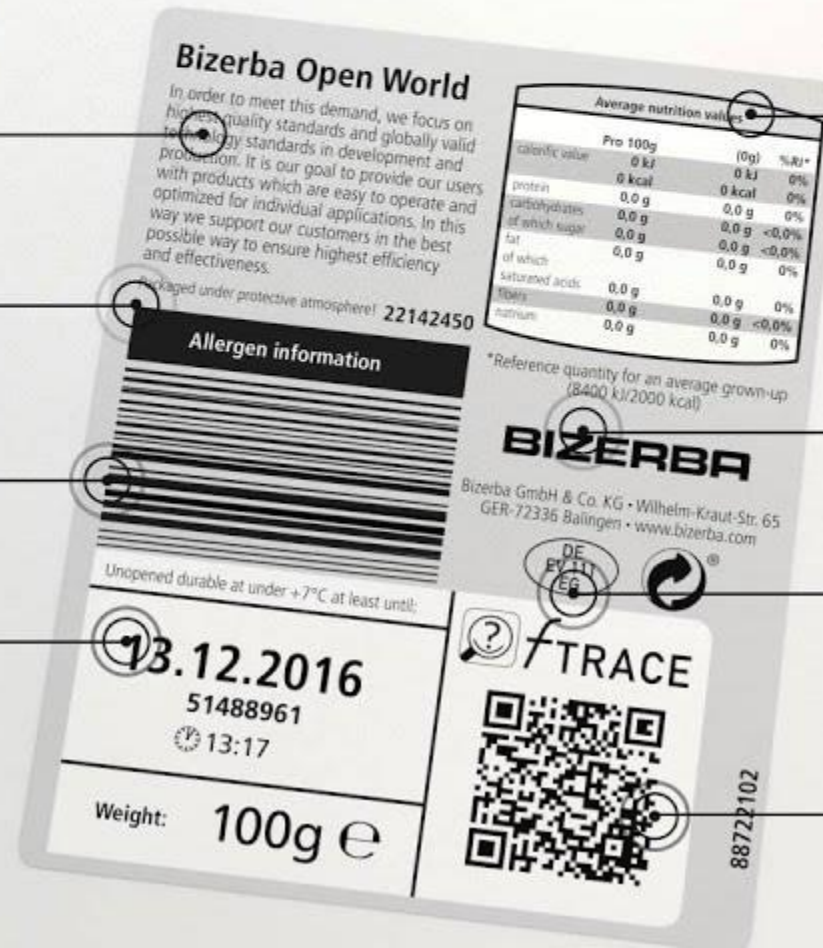 Bizerba Open World
In order to meet this demand, we focus on
highest quality standards and globally valid
technology standards in development and
production. It is our goal to provide our users
with products which are easy to operate and
optimized for individual applications. In this
way we support our customers in the best
possible way to ensure highest efficiency
and effectiveness.
Packaged under protective atmosphere! 22142450
Allergen information
Unopened durable at under +7°C at least until:
13.12.2016
51488961
13:17
Weight: 100g ℮
Average nutrition values
Pro 100g (0g) %RI*
calorific value 0 kJ 0 kJ 0%
0 kcal 0 kcal 0%
protein 0,0 g 0,0 g 0%
carbohydrates 0,0 g 0,0 g <0,0%
of which sugar 0,0 g 0,0 g <0,0%
fat 0,0 g 0,0 g 0%
of which
saturated acids 0,0 g 0,0 g 0%
fibers 0,0 g 0,0 g <0,0%
natrium 0,0 g 0,0 g 0%
*Reference quantity for an average grown-up
(8400 kJ/2000 kcal)
BIZERBA
Bizerba GmbH & Co. KG • Wilhelm-Kraut-Str. 65
GER-72336 Balingen • www.bizerba.com
DE
EV 111
EG
®
?
fTRACE
88722102